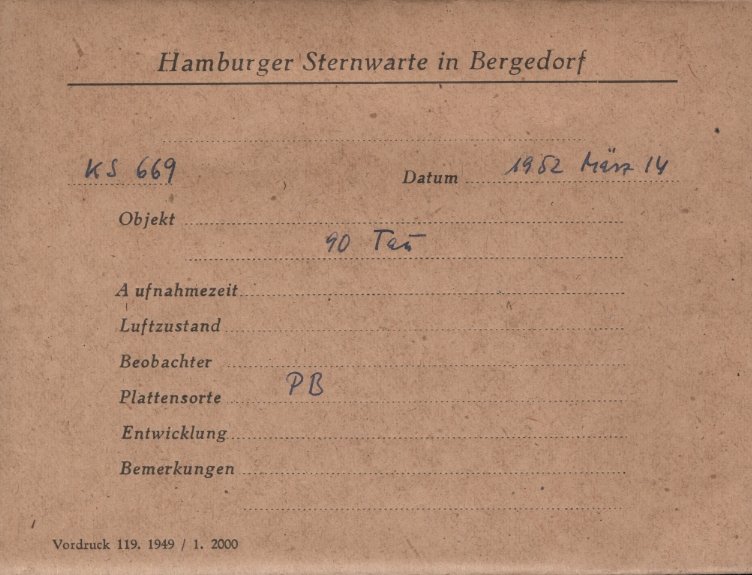 Hamburger Sternwarte in Bergedorf
KS 669 Datum 1952 März 14
Objekt
90 Tau
Aufnahmezeit
Luftzustand
Beobachter
Plattensorte PB
Entwicklung
Bemerkungen
Vordruck 119. 1949 / 1. 2000